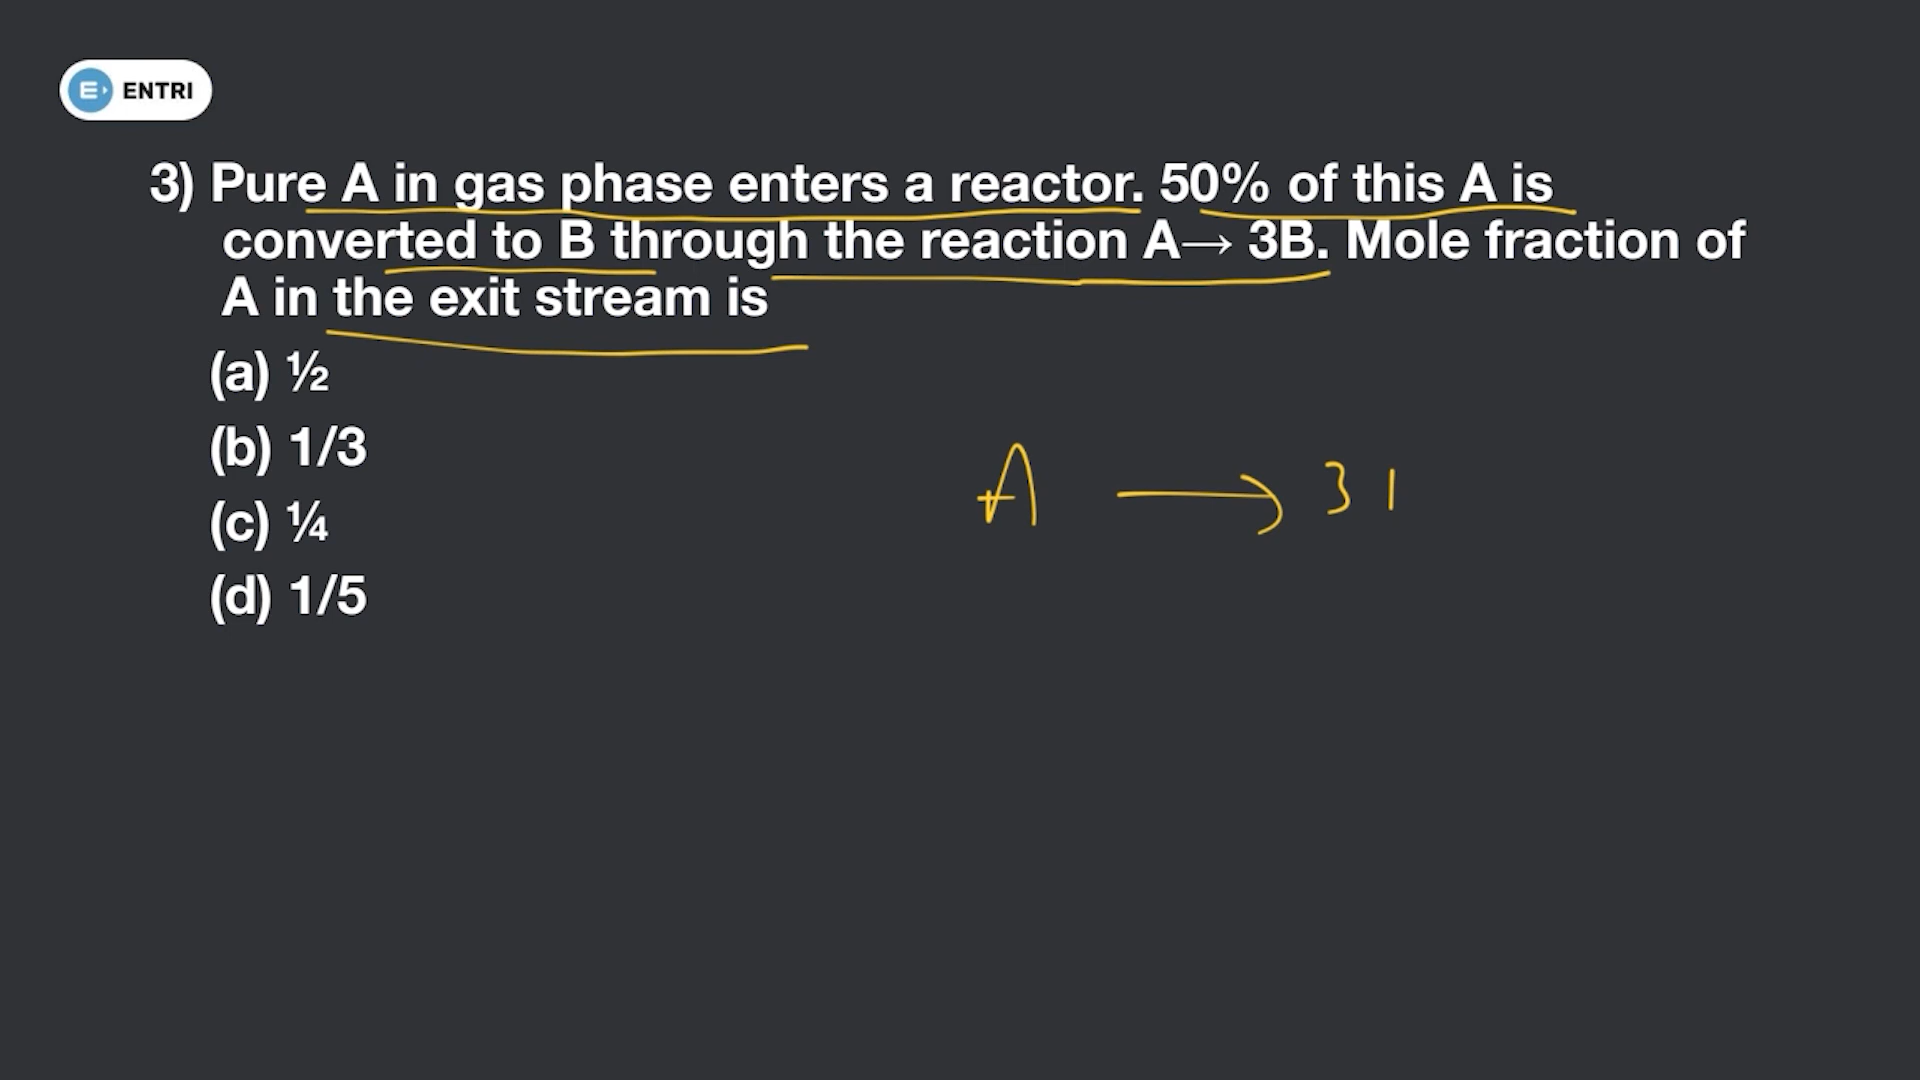 ENTRI
3) Pure A in gas phase enters a reactor. 50% of this A is
converted to B through the reaction A→ 3B. Mole fraction of
A in the exit stream is
(a) ½
(b) 1/3
(c) ¼
(d) 1/5
A → 3 |